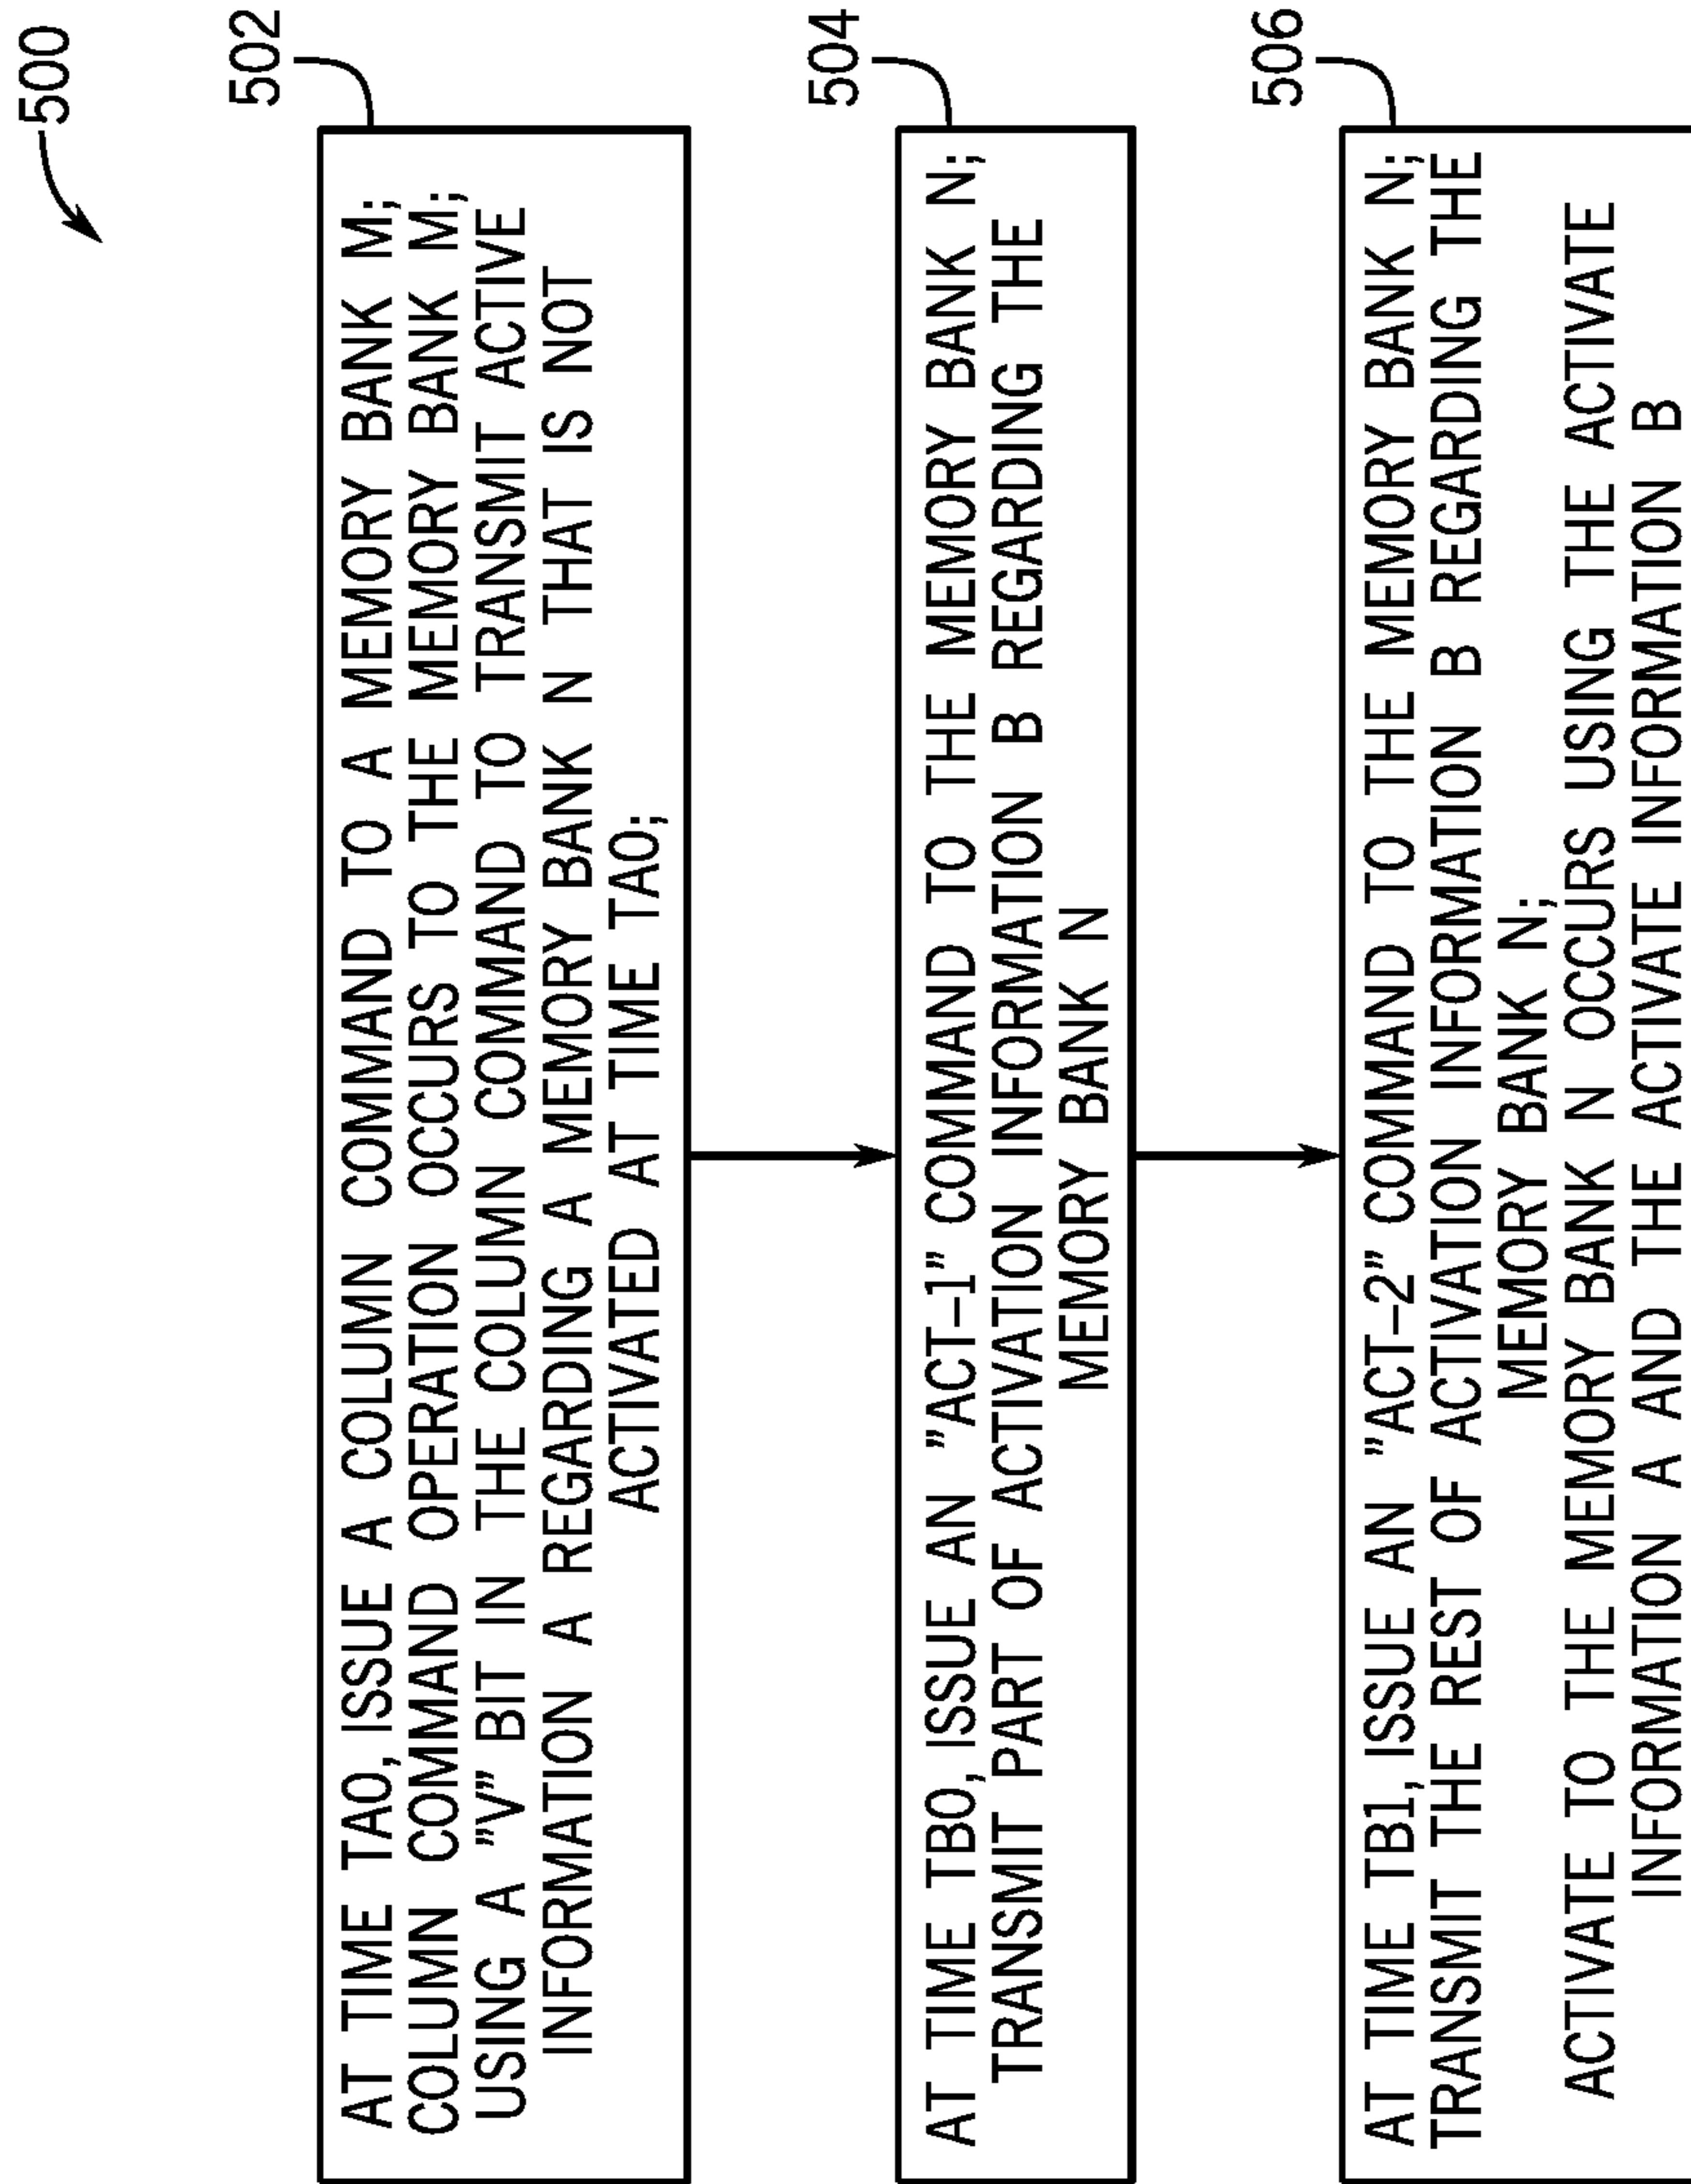 500
502
AT TIME TA0, ISSUE A COLUMN COMMAND TO A MEMORY BANK M;
COLUMN COMMAND OPERATION OCCURS TO THE MEMORY BANK M;
USING A "V" BIT IN THE COLUMN COMMAND TO TRANSMIT ACTIVE
INFORMATION A REGARDING A MEMORY BANK N THAT IS NOT
ACTIVATED AT TIME TA0;
504
AT TIME TB0, ISSUE AN "ACT-1" COMMAND TO THE MEMORY BANK N;
TRANSMIT PART OF ACTIVATION INFORMATION B REGARDING THE
MEMORY BANK N
506
AT TIME TB1, ISSUE AN "ACT-2" COMMAND TO THE MEMORY BANK N;
TRANSMIT THE REST OF ACTIVATION INFORMATION B REGARDING THE
MEMORY BANK N;
ACTIVATE TO THE MEMORY BANK N OCCURS USING THE ACTIVATE
INFORMATION A AND THE ACTIVATE INFORMATION B